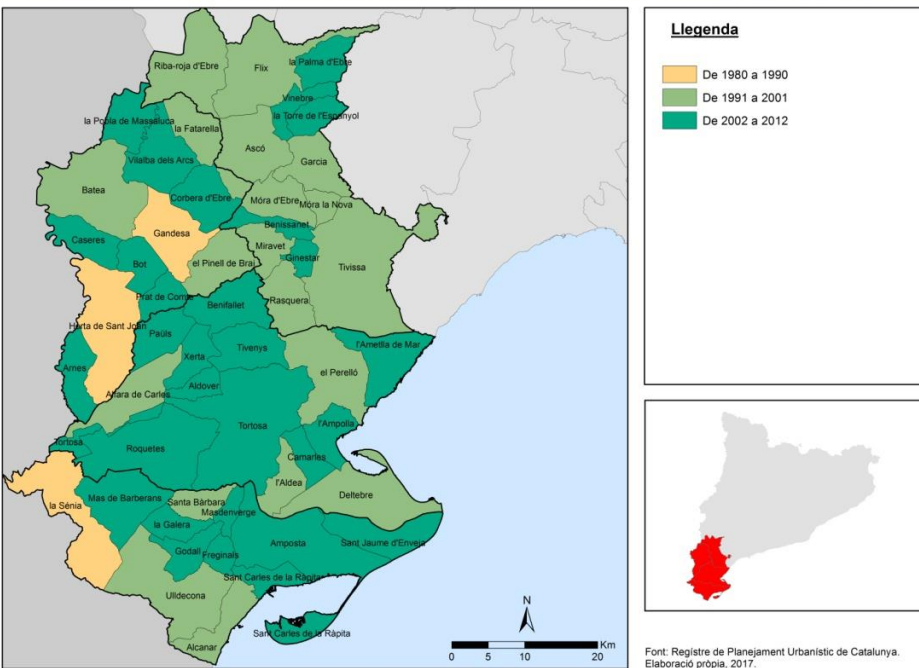 Riba-roja d'Ebre
Flix
la Palma d'Ebre
Vinebre
la Torre de l'Espanyol
la Pobla de Massaluca
la Fatarella
Ascó
Vilalba dels Arcs
Garcia
Batea
Corbera d'Ebre
Móra d'Ebre
Móra la Nova
Gandesa
Benissanet
Caseres
Miravet
Ginestar
Bot
el Pinell de Brai
Tivissa
Prat de Comte
Rasquera
Benifallet
Horta de Sant Joan
Paüls
Xerta
Tivenys
l'Ametlla de Mar
Arnes
el Perelló
Aldover
Alfara de Carles
Tortosa
l'Ampolla
Tortosa
Roquetes
Camarles
l'Aldea
Deltebre
la Sénia
Mas de Barberans
Santa Bàrbara
Masdenverge
la Galera
Amposta
Sant Jaume d'Enveja
Godall
Freginals
Sant Carles de la Ràpita
Ulldecona
Sant Carles de la Ràpita
Alcanar
N
Km
0 10 20
Llegenda
De 1980 a 1990
De 1991 a 2001
De 2002 a 2012
Font: Regístre de Planejament Urbanístic de Catalunya.
Elaboració pròpia, 2017.